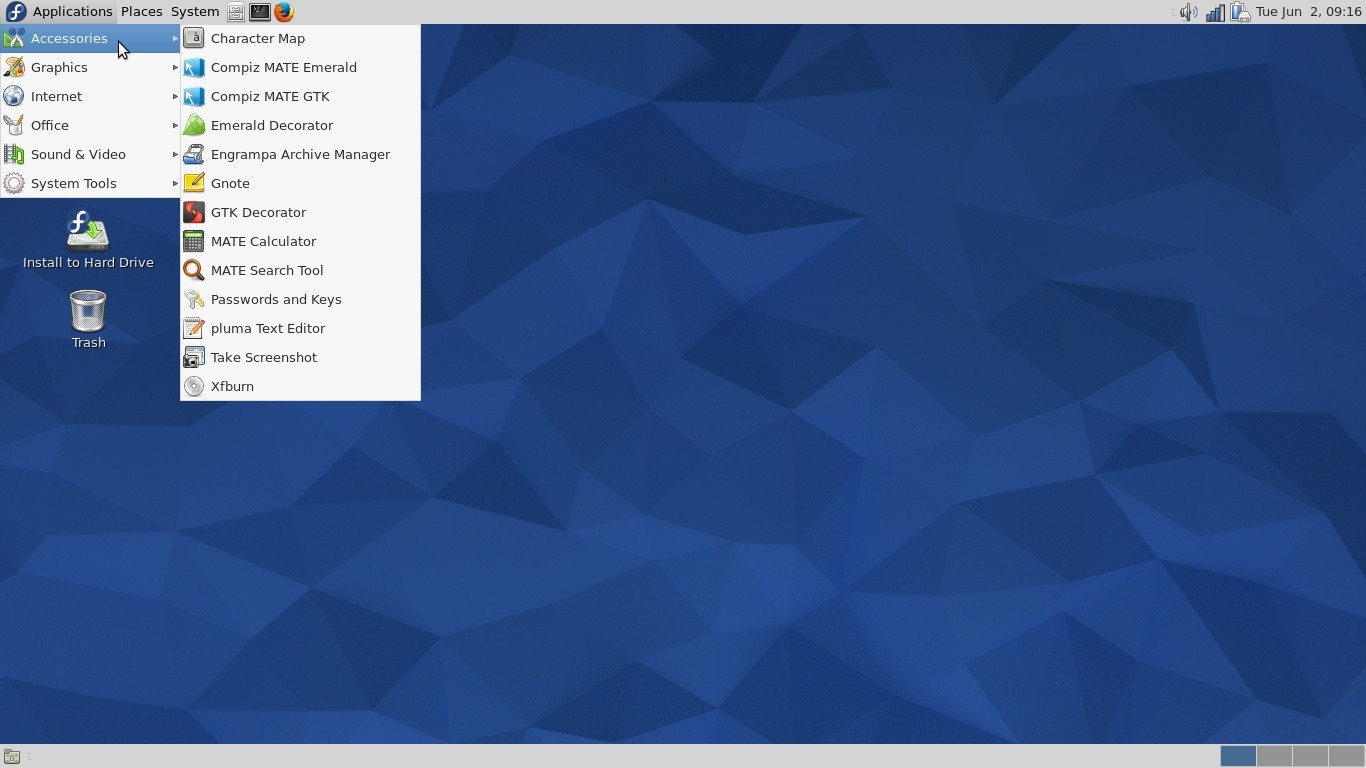 Applications Places System
Tue Jun 2, 09:16
Accessories
Graphics
Internet
Office
Sound & Video
System Tools
Character Map
Compiz MATE Emerald
Compiz MATE GTK
Emerald Decorator
Engrampa Archive Manager
Gnote
GTK Decorator
MATE Calculator
MATE Search Tool
Passwords and Keys
pluma Text Editor
Take Screenshot
Xfburn
Install to Hard Drive
Trash